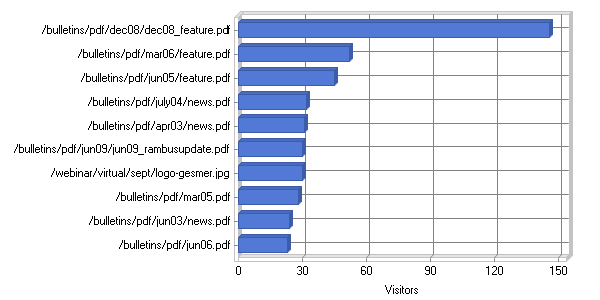 /bulletins/pdf/dec08/dec08_feature.pdf
/bulletins/pdf/mar06/feature.pdf
/bulletins/pdf/jun05/feature.pdf
/bulletins/pdf/july04/news.pdf
/bulletins/pdf/apr03/news.pdf
/bulletins/pdf/jun09/jun09_rambusupdate.pdf
/webinar/virtual/sept/logo-gesmer.jpg
/bulletins/pdf/mar05.pdf
/bulletins/pdf/jun03/news.pdf
/bulletins/pdf/jun06.pdf
0 30 60 90 120 150
Visitors